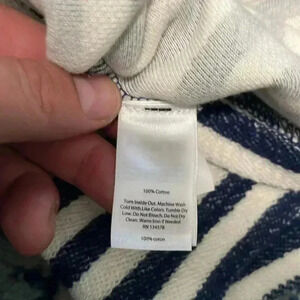 100% Cotton
Turn Inside Out. Machine Wash
Cold With Like Colors. Tumble Dry
Low. Do Not Bleach. Do Not Dry
Clean. Warm Iron if Needed
RN 134578
100% cotton